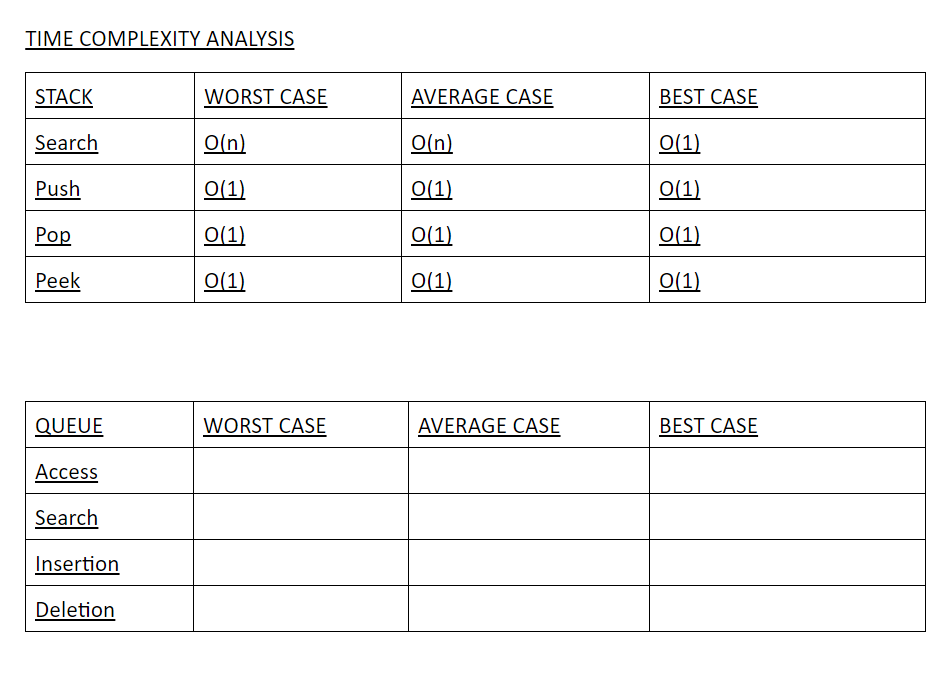 TIME COMPLEXITY ANALYSIS
STACK WORST CASE AVERAGE CASE BEST CASE
Search O(n) O(n) O(1)
Push O(1) O(1) O(1)
Pop O(1) O(1) O(1)
Peek O(1) O(1) O(1)
QUEUE WORST CASE AVERAGE CASE BEST CASE
Access
Search
Insertion
Deletion